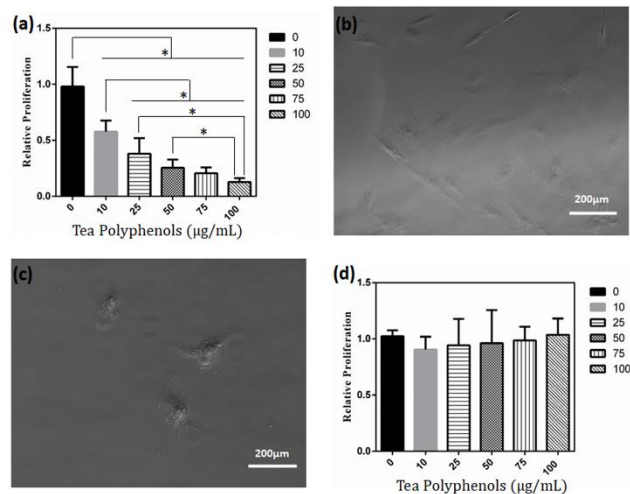 (a)
1.5
1.0
0.5
0.0
Relative Proliferation
*
*
*
*
0
10
25
50
75
100
0 10 25 50 75 100
Tea Polyphenols (μg/mL)
(b)
200μm
(c)
200μm
(d)
1.5
1.0
0.5
0.0
Relative Proliferation
0
10
25
50
75
100
0 10 25 50 75 100
Tea Polyphenols (μg/mL)